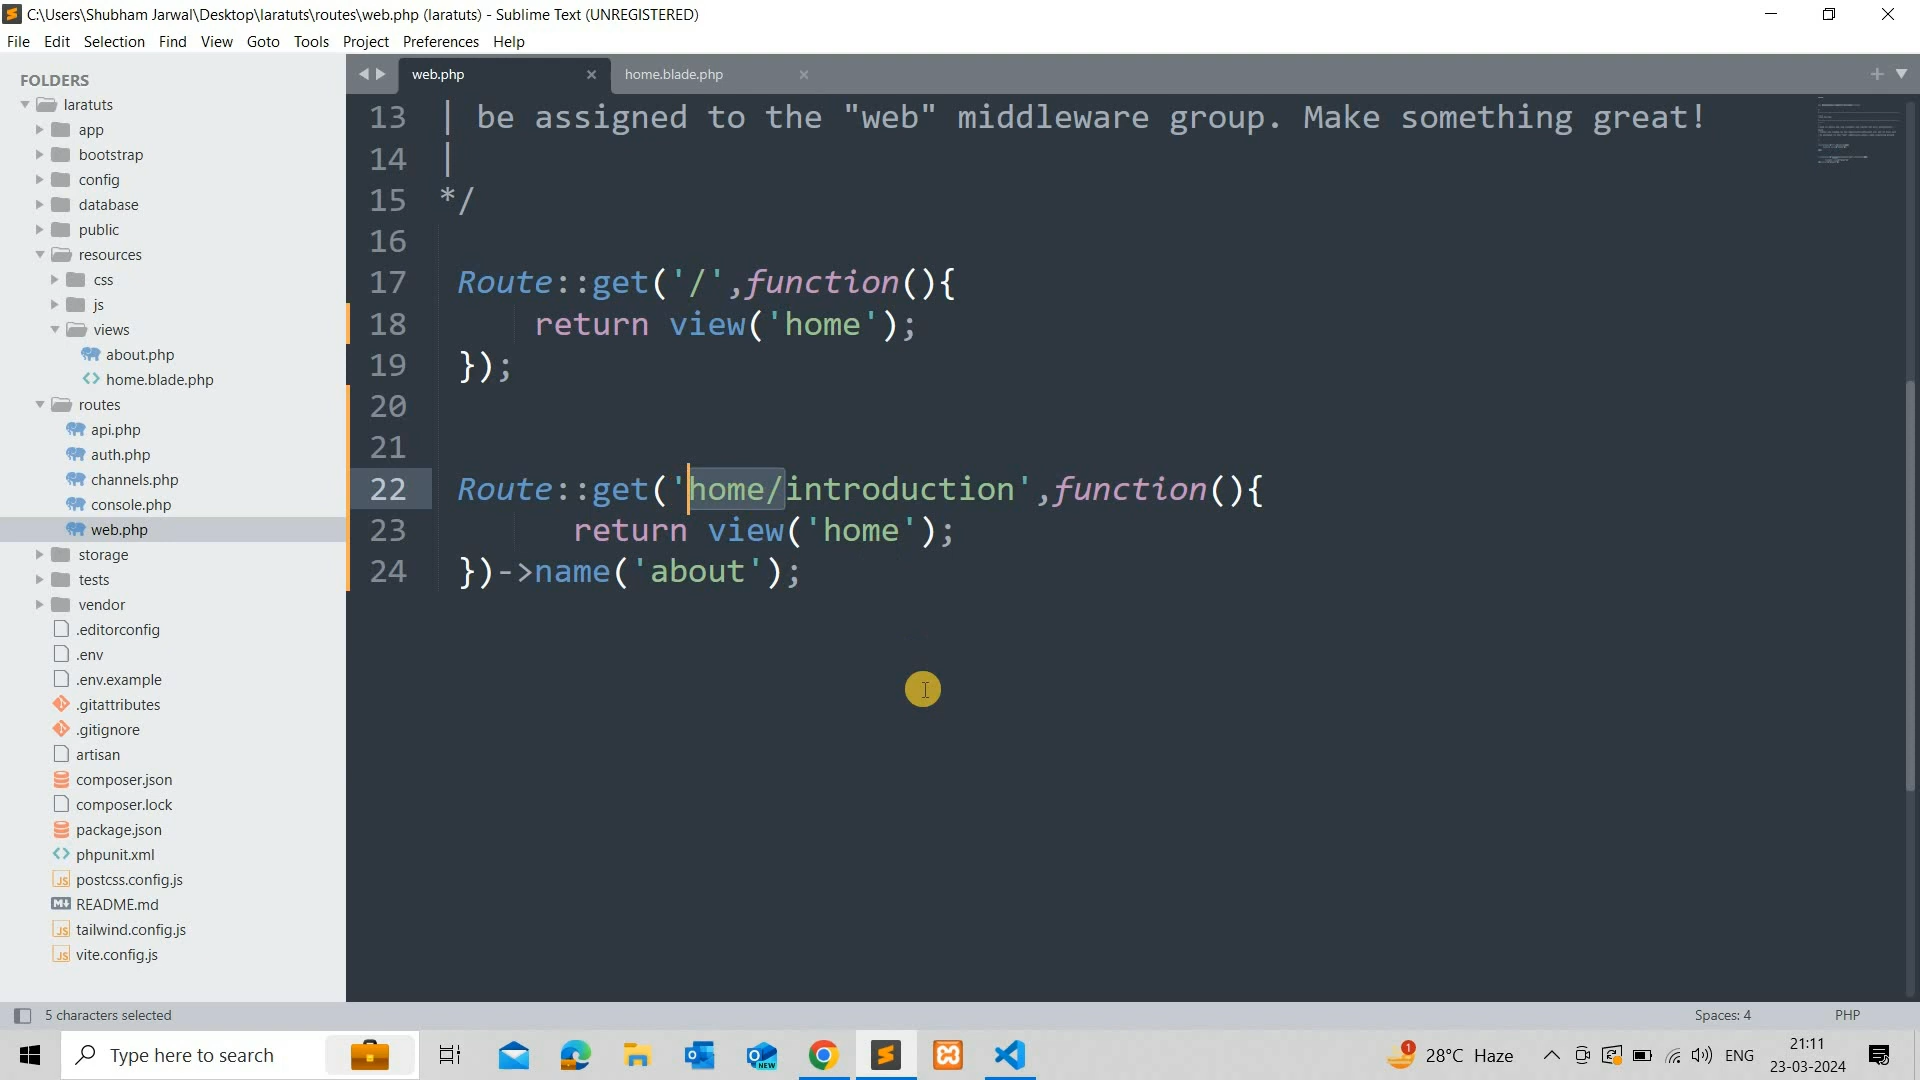 C:\Users\Shubham Jarwal\Desktop\laratuts\routes\web.php (laratuts) - Sublime Text (UNREGISTERED)
File Edit Selection Find View Goto Tools Project Preferences Help
FOLDERS
laratuts
app
bootstrap
config
database
public
resources
css
js
views
about.php
home.blade.php
routes
api.php
auth.php
channels.php
console.php
web.php
storage
tests
vendor
.editorconfig
.env
.env.example
.gitattributes
.gitignore
artisan
composer.json
composer.lock
package.json
phpunit.xml
postcss.config.js
README.md
tailwind.config.js
vite.config.js
web.php home.blade.php
13 | be assigned to the "web" middleware group. Make something great!
14 |
15 */
16
17 Route::get('/',function(){
18 return view('home');
19 });
20
21
22 Route::get('home/introduction',function(){
23 return view('home');
24 })->name('about');
5 characters selected Spaces: 4 PHP
Type here to search 28°C Haze ENG 21:11
23-03-2024